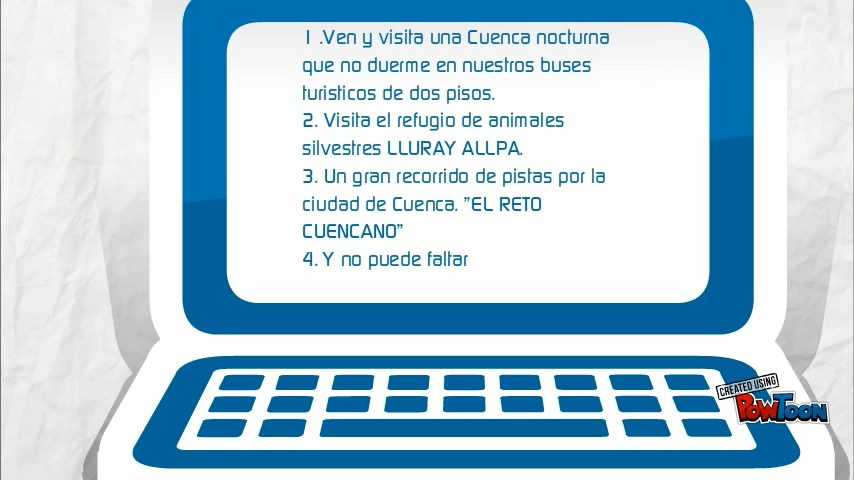 1 .Ven y visita una Cuenca nocturna
que no duerme en nuestros buses
turisticos de dos pisos.
2. Visita el refugio de animales
silvestres LLURAY ALLPA.
3. Un gran recorrido de pistas por la
ciudad de Cuenca. "EL RETO
CUENCANO"
4. Y no puede faltar
CREATED USING
POWTOON